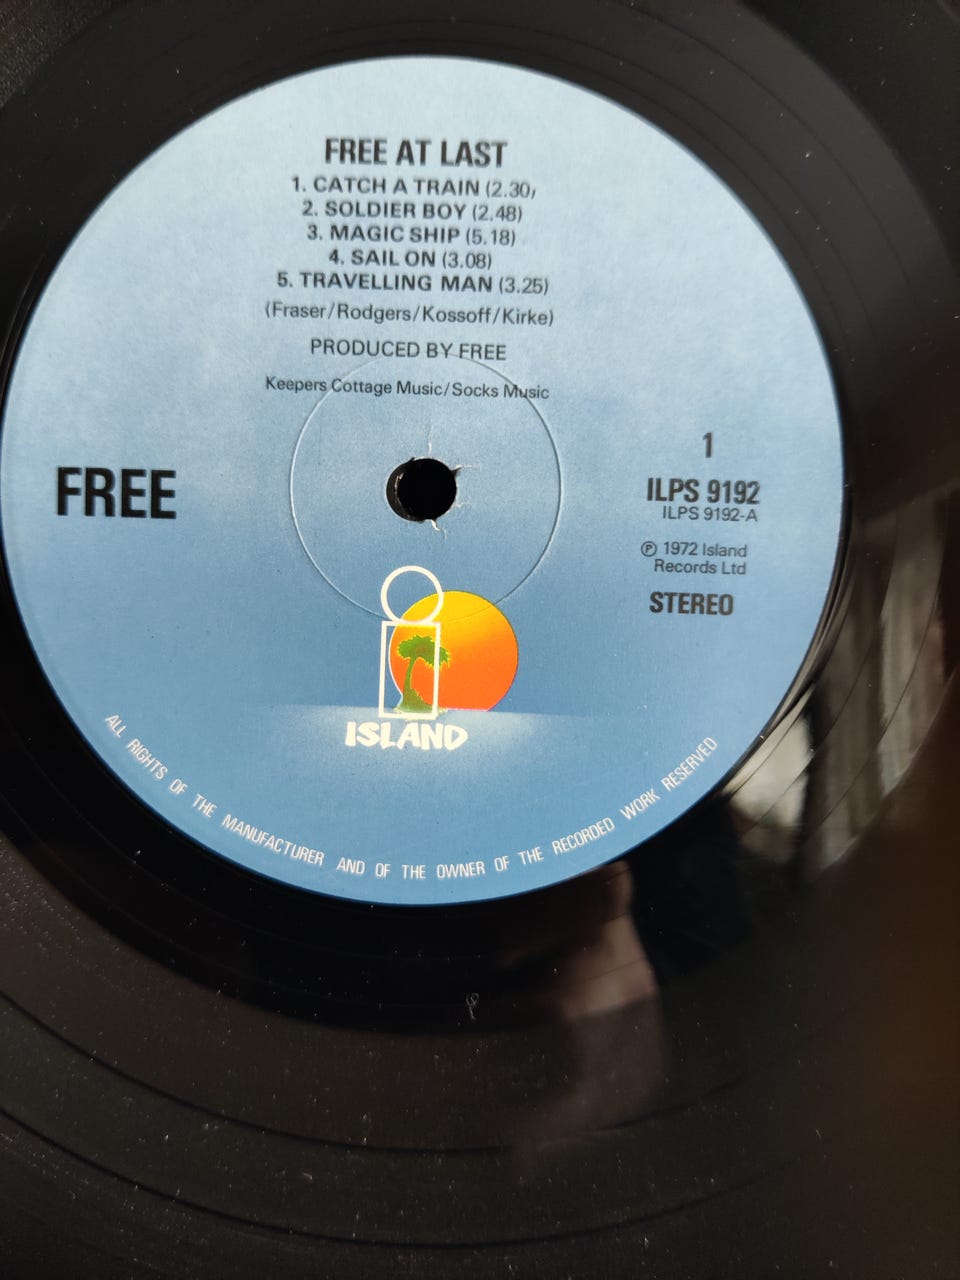 FREE AT LAST
1. CATCH A TRAIN (2.30)
2. SOLDIER BOY (2.48)
3. MAGIC SHIP (5.18)
4. SAIL ON (3.08)
5. TRAVELLING MAN (3.25)
(Fraser/Rodgers/Kossoff/Kirke)
PRODUCED BY FREE
Keepers Cottage Music/Socks Music
FREE
1
ILPS 9192
ILPS 9192-A
℗ 1972 Island
Records Ltd
STEREO
ISLAND
ALL RIGHTS OF THE MANUFACTURER AND OF THE OWNER OF THE RECORDED WORK RESERVED